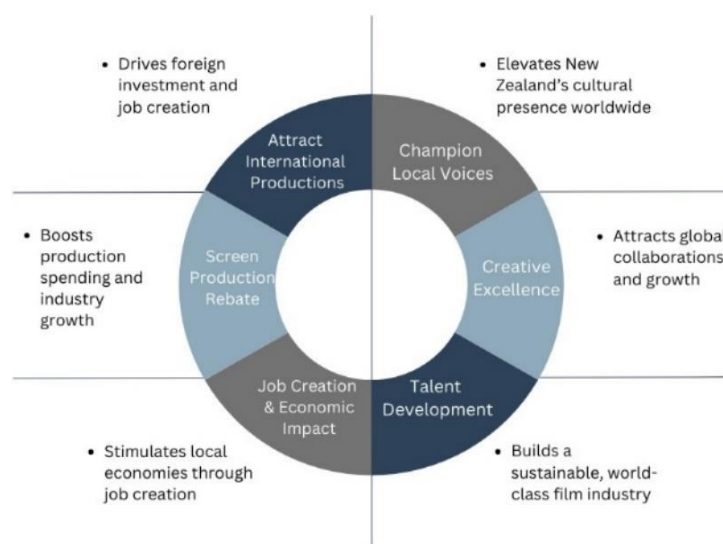 • Drives foreign
investment and
job creation
• Elevates New
Zealand’s cultural
presence worldwide
Attract
International
Productions
Champion
Local Voices
• Boosts
production
spending and
industry
growth
Screen
Production
Rebate
Creative
Excellence
• Attracts global
collaborations
and growth
Job Creation
& Economic
Impact
Talent
Development
• Stimulates local
economies through
job creation
• Builds a
sustainable, world-
class film industry